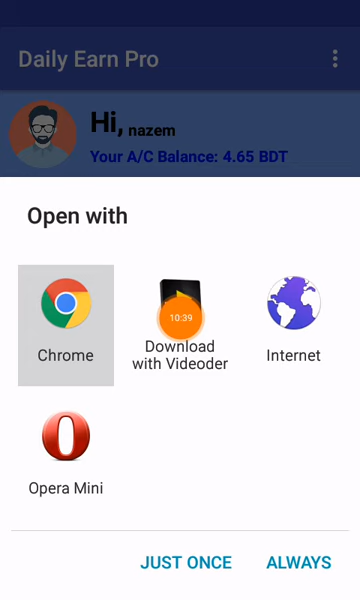 Daily Earn Pro
Hi, nazem
Your A/C Balance: 4.65 BDT
Open with
10:39
Chrome
Download
with Videoder
Internet
Opera Mini
JUST ONCE
ALWAYS